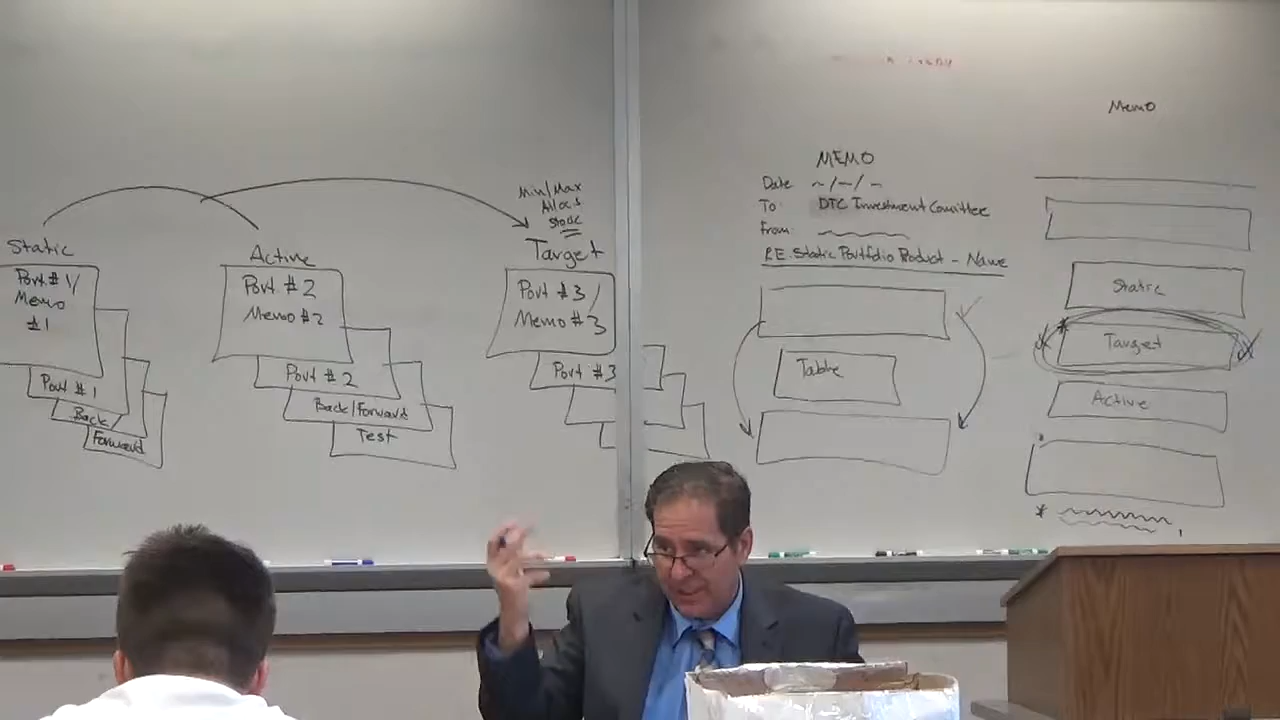 Static
Port #1/
Memo
#1
Port #1
Back/
Forward
Active
Port #2
Memo #2
Port #2
Back/Forward
Test
Min/Max
Stock
Target
Port #3/
Memo #3
Port #3
MEMO
Date ~/~/~
To: DTC Investment Comittee
From:
RE. Static Portfolio Product - Name
Table
Memo
Static
* Target
Active
*